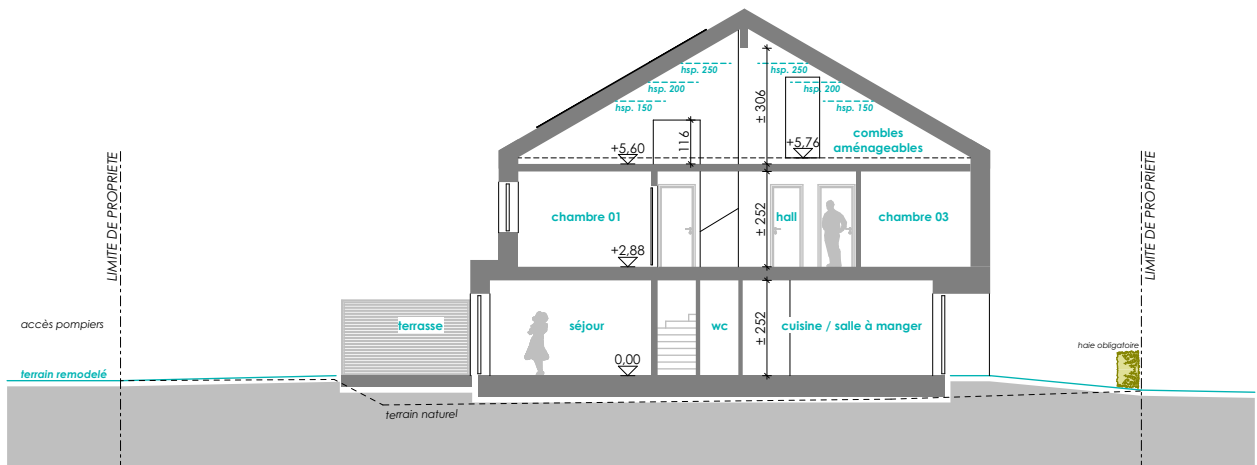 hsp. 250
hsp. 250
hsp. 200
hsp. 200
hsp. 150
hsp. 150
± 306
116
combles
aménageables
+5,60
+5,76
LIMITE DE PROPRIETE
LIMITE DE PROPRIETE
chambre 01
± 252
hall
chambre 03
+2,88
accès pompiers
terrasse
séjour
wc
± 252
cuisine / salle à manger
haie obligatoire
0,00
terrain remodelé
terrain naturel